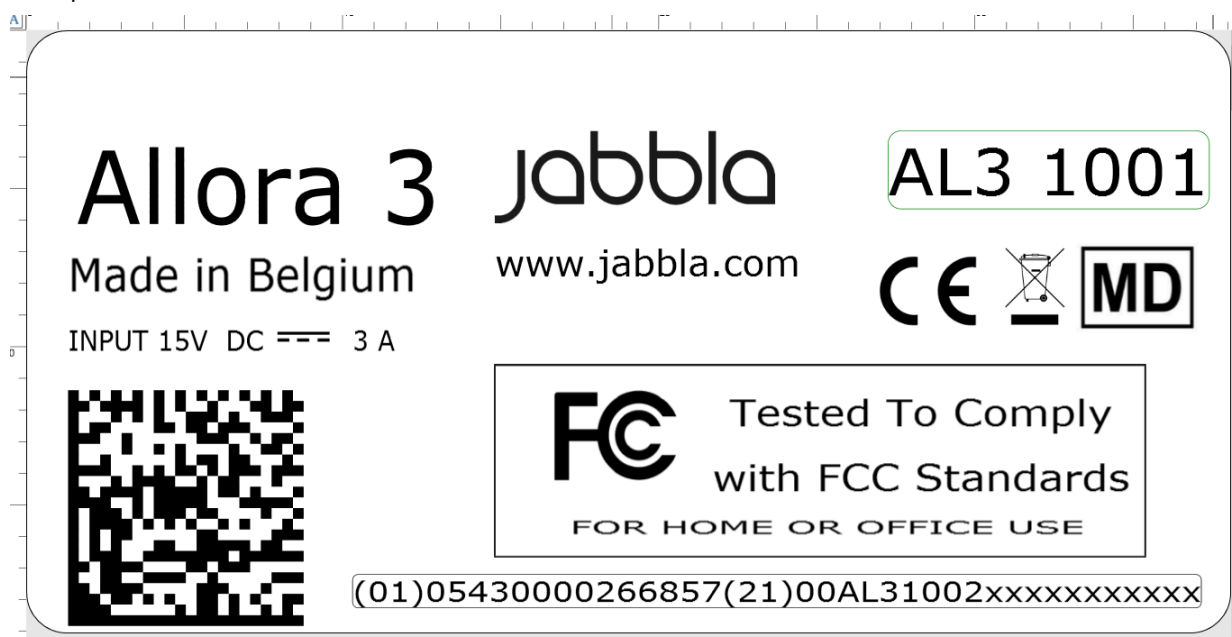 Allora 3
jabbla
AL3 1001
Made in Belgium
www.jabbla.com
CE
MD
INPUT 15V DC 3 A
FC
Tested To Comply
with FCC Standards
FOR HOME OR OFFICE USE
(01)05430000266857(21)00AL31002xxxxxxxxxxx